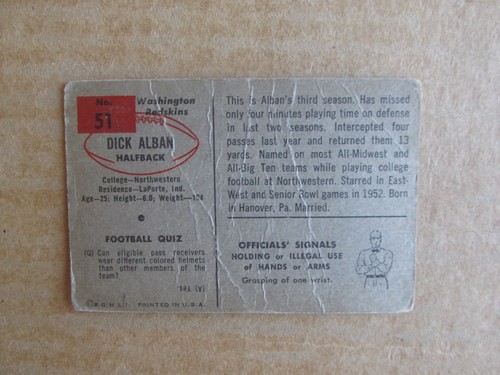 No. Washington
51 Redskins
DICK ALBAN
HALFBACK
College—Northwestern
Residence—LaPorte, Ind.
Age-25; Height-6.0; Weight-194
FOOTBALL QUIZ
(Q) Can eligible pass receivers
wear different colored helmets
than other members of the
team?
(A) Yes
© B.G.H.L.I. PRINTED IN U.S.A.
This is Alban's third season. Has missed
only four minutes playing time on defense
in last two seasons. Intercepted four
passes last year and returned them 13
yards. Named on most All-Midwest and
All-Big Ten teams while playing college
football at Northwestern. Starred in East-
West and Senior Bowl games in 1952. Born
in Hanover, Pa. Married.
OFFICIALS' SIGNALS
HOLDING or ILLEGAL USE
of HANDS or ARMS
Grasping of one wrist.